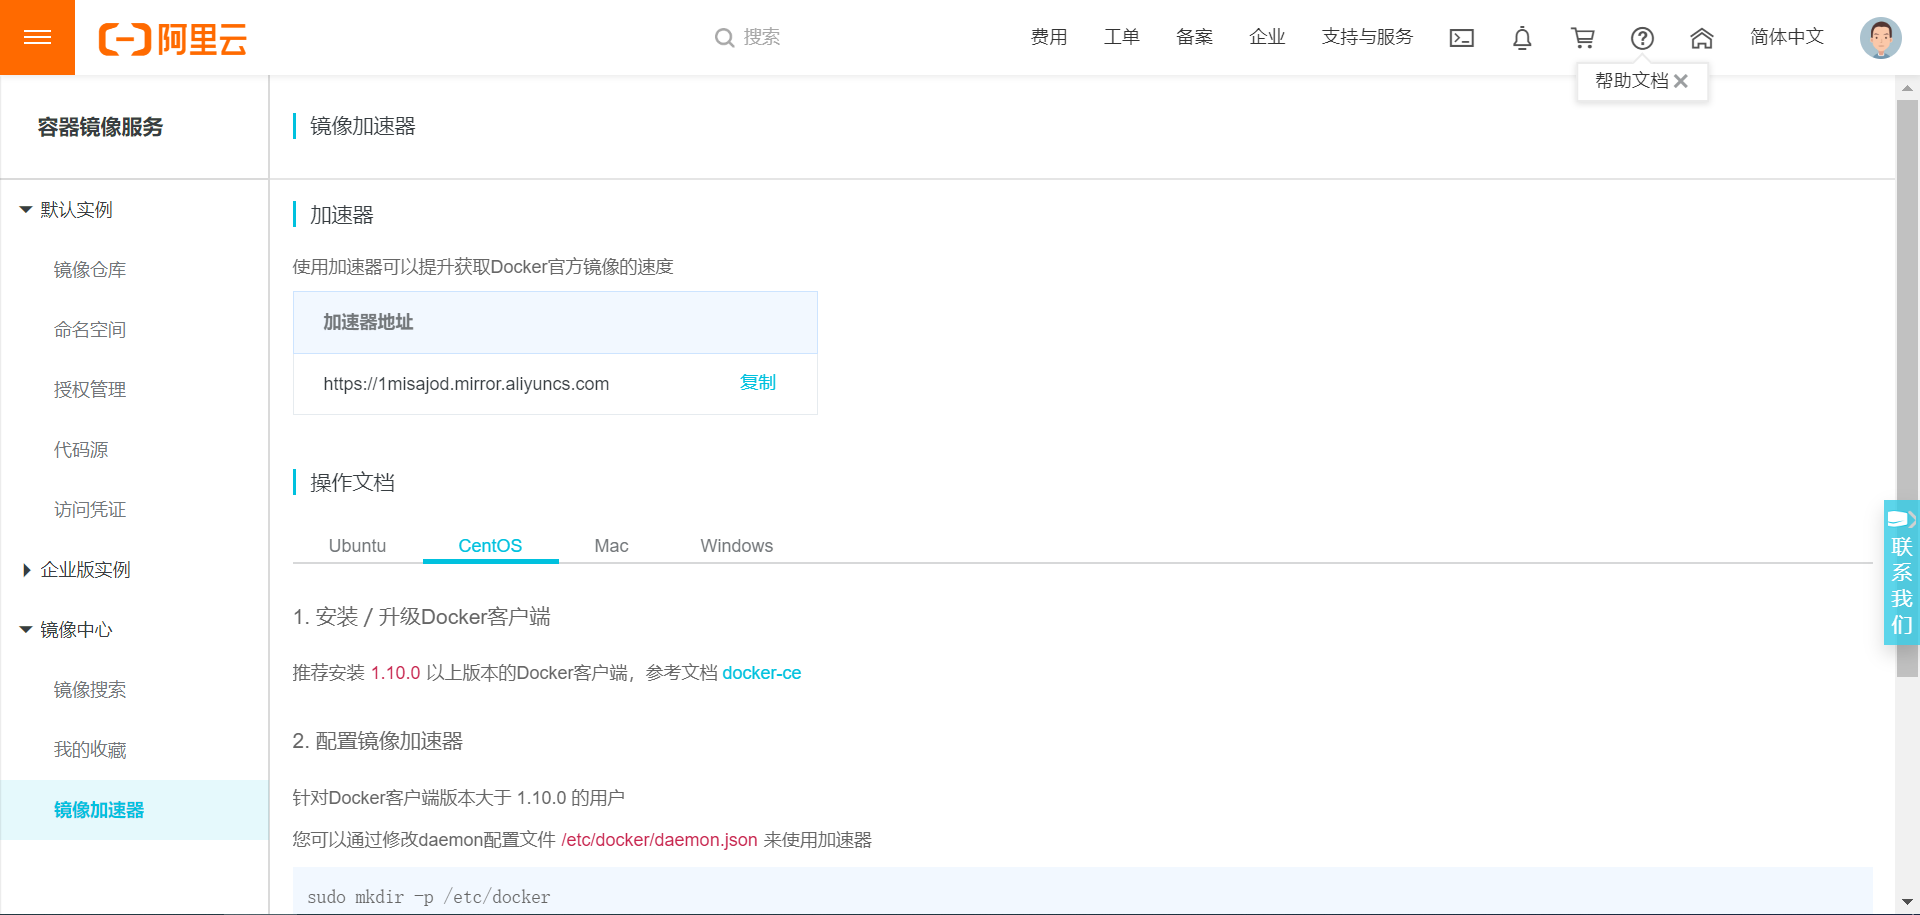 阿里云
搜索
费用
工单
备案
企业
支持与服务
简体中文
帮助文档
容器镜像服务
默认实例
镜像仓库
命名空间
授权管理
代码源
访问凭证
企业版实例
镜像中心
镜像搜索
我的收藏
镜像加速器
镜像加速器
加速器
使用加速器可以提升获取Docker官方镜像的速度
加速器地址
https://1misajod.mirror.aliyuncs.com 复制
操作文档
Ubuntu CentOS Mac Windows
1. 安装 / 升级Docker客户端
推荐安装 1.10.0 以上版本的Docker客户端，参考文档 docker-ce
2. 配置镜像加速器
针对Docker客户端版本大于 1.10.0 的用户
您可以通过修改daemon配置文件 /etc/docker/daemon.json 来使用加速器
sudo mkdir -p /etc/docker
联系我们